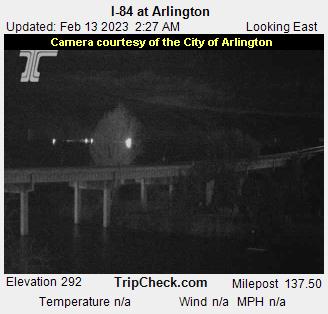 I-84 at Arlington
Updated: Feb 13 2023 2:27 AM Looking East
Camera courtesy of the City of Arlington
Elevation 292 TripCheck.com Milepost 137.50
Temperature n/a Wind n/a MPH n/a